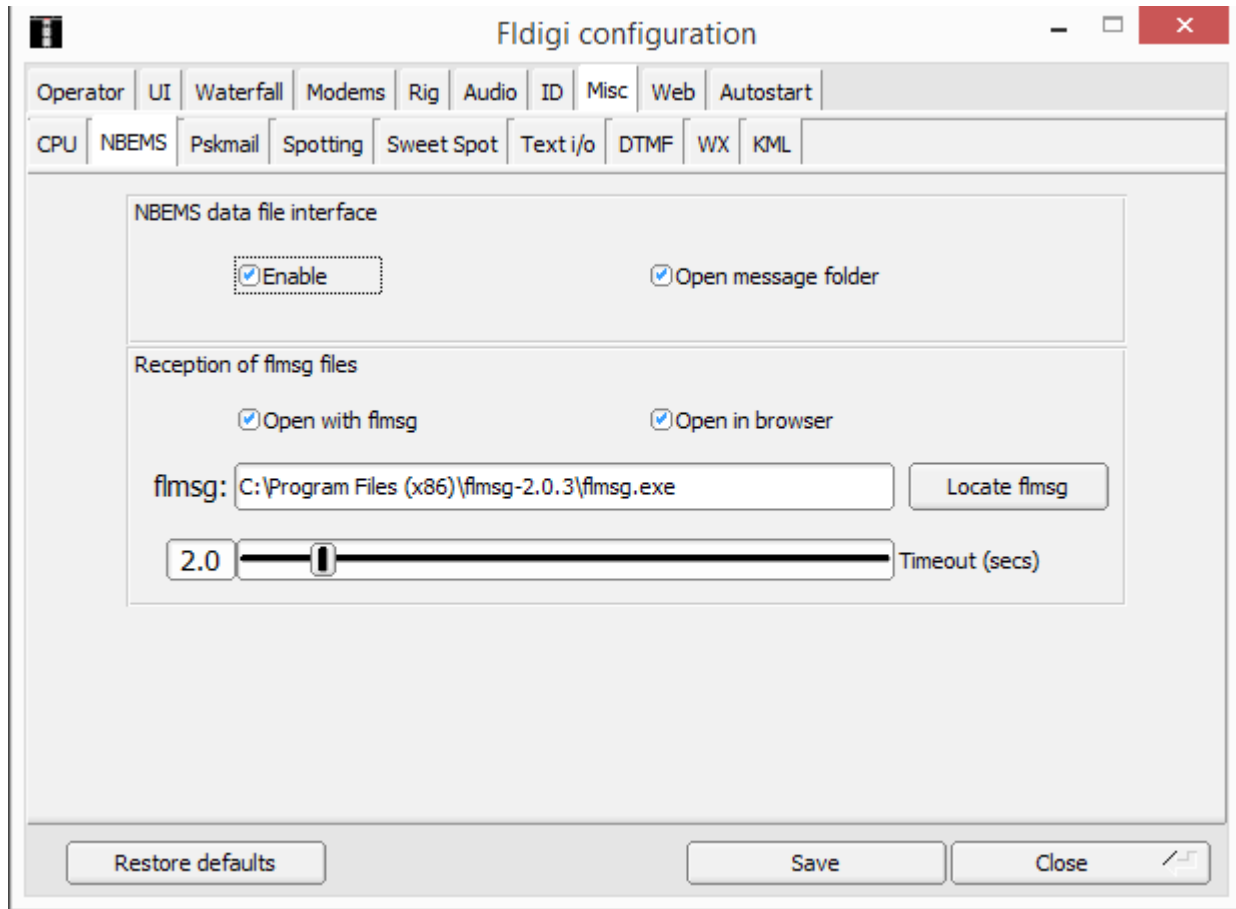 Fldigi configuration
Operator UI Waterfall Modems Rig Audio ID Misc Web Autostart
CPU NBEMS Pskmail Spotting Sweet Spot Text i/o DTMF WX KML
NBEMS data file interface
Enable Open message folder
Reception of flmsg files
Open with flmsg Open in browser
flmsg: C:\Program Files (x86)\flmsg-2.0.3\flmsg.exe Locate flmsg
2.0 Timeout (secs)
Restore defaults Save Close